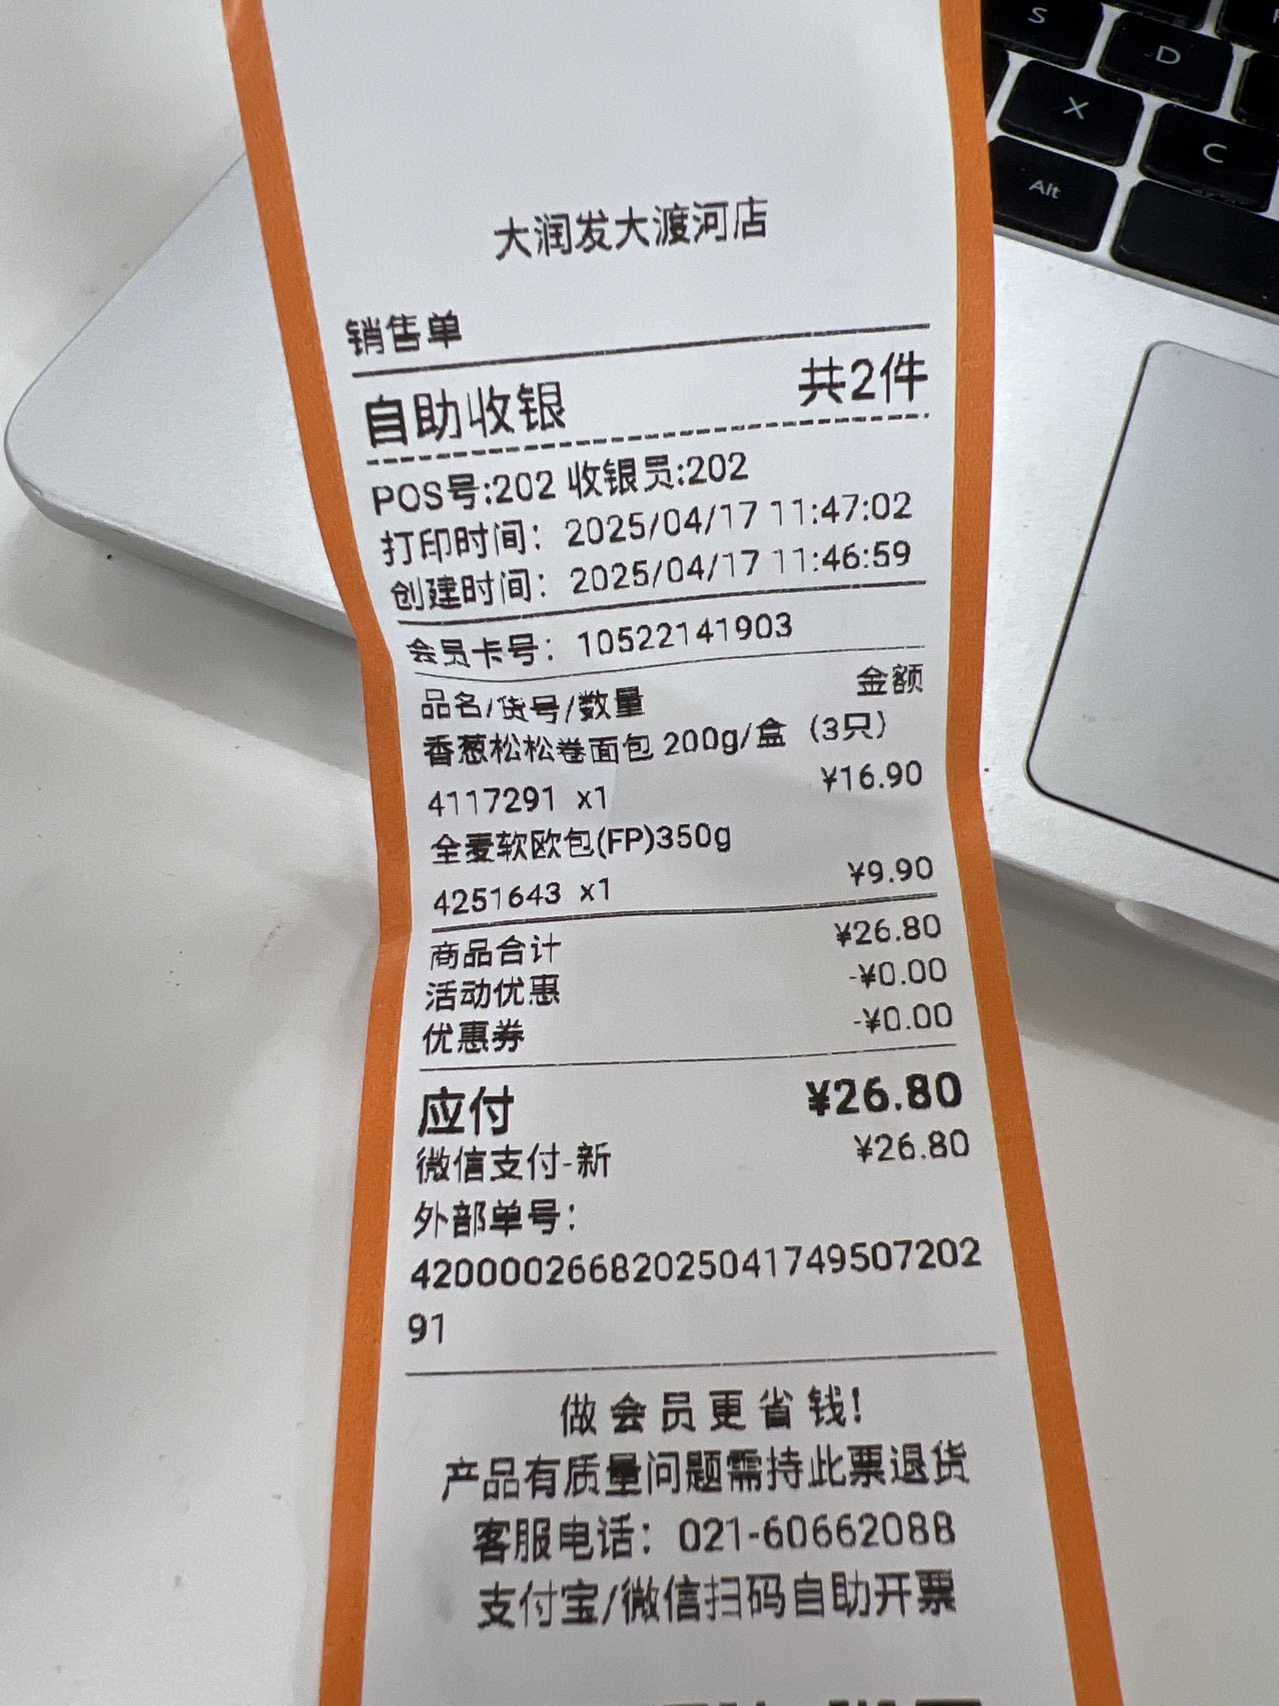 大润发大渡河店
销售单
自助收银 共2件
POS号:202 收银员:202
打印时间：2025/04/17 11:47:02
创建时间：2025/04/17 11:46:59
会员卡号：10522141903
品名/货号/数量 金额
香葱松松卷面包 200g/盒（3只）
4117291 x1 ¥16.90
全麦软欧包(FP)350g
4251643 x1 ¥9.90
商品合计 ¥26.80
活动优惠 -¥0.00
优惠券 -¥0.00
应付 ¥26.80
微信支付-新 ¥26.80
外部单号：
42000026682025041749507202
91
做会员更省钱!
产品有质量问题需持此票退货
客服电话：021-60662088
支付宝/微信扫码自助开票
S
D
X
C
Alt